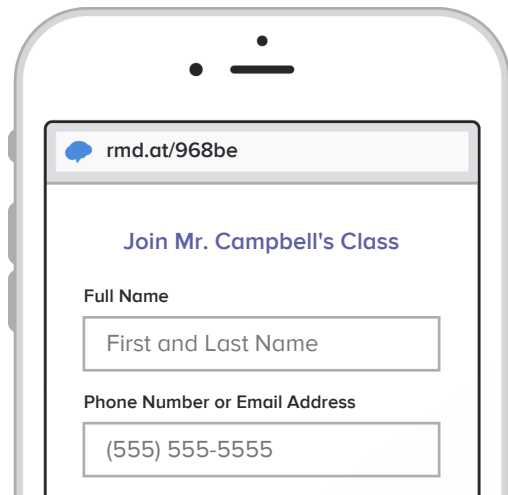 rmd.at/968be
Join Mr. Campbell's Class
Full Name
First and Last Name
Phone Number or Email Address
(555) 555-5555